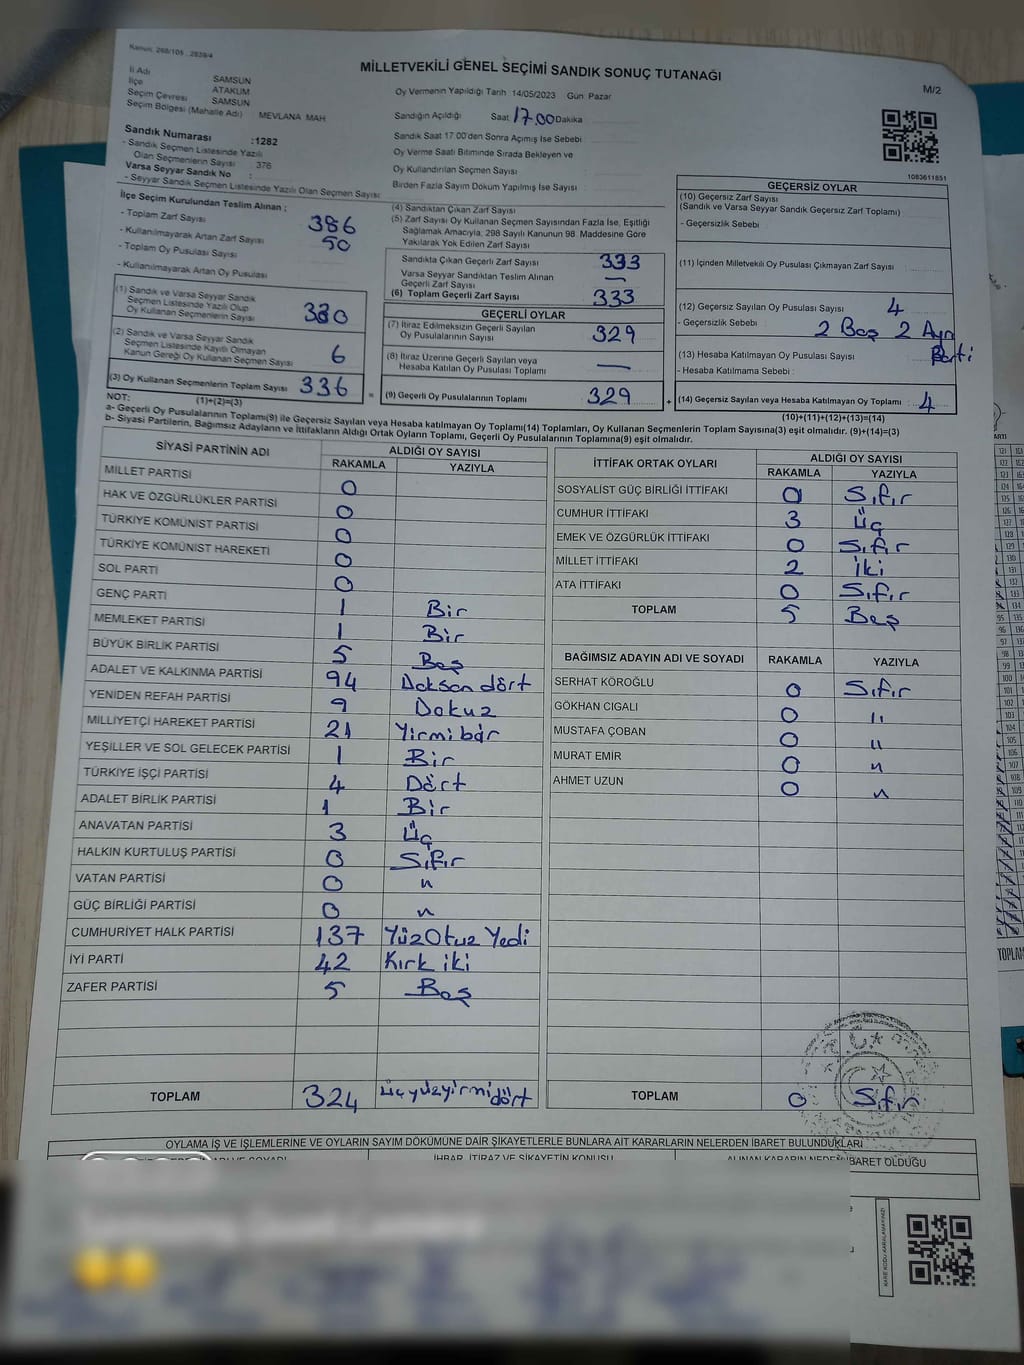 Kanun: 298/105 , 2839/4
MİLLETVEKİLİ GENEL SEÇİMİ SANDIK SONUÇ TUTANAĞI
M/2
İl Adı SAMSUN
İlçe ATAKUM
Seçim Çevresi SAMSUN
Seçim Bölgesi (Mahalle Adı) MEVLANA MAH
Sandık Numarası :1282
- Sandık Seçmen Listesinde Yazılı
Olan Seçmenlerin Sayısı 376
Varsa Seyyar Sandık No :
- Seyyar Sandık Seçmen Listesinde Yazılı Olan Seçmen Sayısı
Oy Vermenin Yapıldığı Tarih 14/05/2023 Gün: Pazar
Sandığın Açıldığı Saat 17.00 Dakika
Sandık Saat 17.00'den Sonra Açımış İse Sebebi
Oy Verme Saati Bitiminde Sırada Bekleyen ve
Oy Kullandırılan Seçmen Sayısı
Birden Fazla Sayım Döküm Yapılmış İse Sayısı
1083611851
İlçe Seçim Kurulundan Teslim Alınan ;
- Toplam Zarf Sayısı 386
- Kullanılmayarak Artan Zarf Sayısı 50
- Toplam Oy Pusulası Sayısı
- Kullanılmayarak Artan Oy Pusulası
(1) Sandık ve Varsa Seyyar Sandık
Seçmen Listesinde Yazılı Olup
Oy Kullanan Seçmenlerin Sayısı 330
(2) Sandık ve Varsa Seyyar Sandık
Seçmen Listesinde Kayıtlı Olmayan
Kanun Gereği Oy Kullanan Seçmen Sayısı 6
(3) Oy Kullanan Seçmenlerin Toplam Sayısı 336 =
(1)+(2)=(3)
(4) Sandıktan Çıkan Zarf Sayısı
(5) Zarf Sayısı Oy Kullanan Seçmen Sayısından Fazla İse, Eşitliği
Sağlamak Amacıyla, 298 Sayılı Kanunun 98. Maddesine Göre
Yakılarak Yok Edilen Zarf Sayısı
Sandıkta Çıkan Geçerli Zarf Sayısı 333
Varsa Seyyar Sandıktan Teslim Alınan
Geçerli Zarf Sayısı —
(6) Toplam Geçerli Zarf Sayısı 333
GEÇERLİ OYLAR
(7) İtiraz Edilmeksizin Geçerli Sayılan
Oy Pusulalarının Sayısı 329
(8) İtiraz Üzerine Geçerli Sayılan veya
Hesaba Katılan Oy Pusulası Toplamı —
(9) Geçerli Oy Pusulalarının Toplamı 329 +
GEÇERSİZ OYLAR
(10) Geçersiz Zarf Sayısı
(Sandık ve Varsa Seyyar Sandık Geçersiz Zarf Toplamı)
- Geçersizlik Sebebi
(11) İçinden Milletvekili Oy Pusulası Çıkmayan Zarf Sayısı
(12) Geçersiz Sayılan Oy Pusulası Sayısı 4
- Geçersizlik Sebebi : 2 Boş 2 Ayrı
Parti
(13) Hesaba Katılmayan Oy Pusulası Sayısı
- Hesaba Katılmama Sebebi :
(14) Geçersiz Sayılan veya Hesaba Katılmayan Oy Toplamı : 4
(10)+(11)+(12)+(13)=(14)
NOT:
a- Geçerli Oy Pusulalarının Toplamı(9) ile Geçersiz Sayılan veya Hesaba Katılmayan Oy Toplamı(14) Toplamları, Oy Kullanan Seçmenlerin Toplam Sayısına(3) eşit olmalıdır. (9)+(14)=(3)
b- Siyasi Partilerin, Bağımsız Adayların ve İttifakların Aldığı Ortak Oyların Toplamı, Geçerli Oy Pusulalarının Toplamına(9) eşit olmalıdır.
SİYASİ PARTİNİN ADI ALDIĞI OY SAYISI
RAKAMLA YAZIYLA
MİLLET PARTİSİ 0
HAK VE ÖZGÜRLÜKLER PARTİSİ 0
TÜRKİYE KOMÜNİST PARTİSİ 0
TÜRKİYE KOMÜNİST HAREKETİ 0
SOL PARTİ 0
GENÇ PARTİ 1 Bir
MEMLEKET PARTİSİ 1 Bir
BÜYÜK BİRLİK PARTİSİ 5 Beş
ADALET VE KALKINMA PARTİSİ 94 Doksan dört
YENİDEN REFAH PARTİSİ 9 Dokuz
MİLLİYETÇİ HAREKET PARTİSİ 21 Yirmibir
YEŞİLLER VE SOL GELECEK PARTİSİ 1 Bir
TÜRKİYE İŞÇİ PARTİSİ 4 Dört
ADALET BİRLİK PARTİSİ 1 Bir
ANAVATAN PARTİSİ 3 Üç
HALKIN KURTULUŞ PARTİSİ 0 Sıfır
VATAN PARTİSİ 0 "
GÜÇ BİRLİĞİ PARTİSİ 0 "
CUMHURİYET HALK PARTİSİ 137 Yüz Otuz Yedi
İYİ PARTİ 42 Kırk iki
ZAFER PARTİSİ 5 Beş
TOPLAM 324 üçyüzyirmidört
İTTİFAK ORTAK OYLARI ALDIĞI OY SAYISI
RAKAMLA YAZIYLA
SOSYALİST GÜÇ BİRLİĞİ İTTİFAKI 0 Sıfır
CUMHUR İTTİFAKI 3 Üç
EMEK VE ÖZGÜRLÜK İTTİFAKI 0 Sıfır
MİLLET İTTİFAKI 2 İki
ATA İTTİFAKI 0 Sıfır
TOPLAM 5 Beş
BAĞIMSIZ ADAYIN ADI VE SOYADI RAKAMLA YAZIYLA
SERHAT KÖROĞLU 0 Sıfır
GÖKHAN CIGALI 0 "
MUSTAFA ÇOBAN 0 "
MURAT EMİR 0 "
AHMET UZUN 0 "
TOPLAM 0 Sıfır
OYLAMA İŞ VE İŞLEMLERİNE VE OYLARIN SAYIM DÖKÜMÜNE DAİR ŞİKAYETLERLE BUNLARA AİT KARARLARIN NELERDEN İBARET BULUNDUKLARI
İHBAR, İTİRAZ VE ŞİKAYETİN KONUSU
ALINAN KARARIN NEDEN İBARET OLDUĞU
KARE KODU KARALAMAYINIZ!
TOPLAM